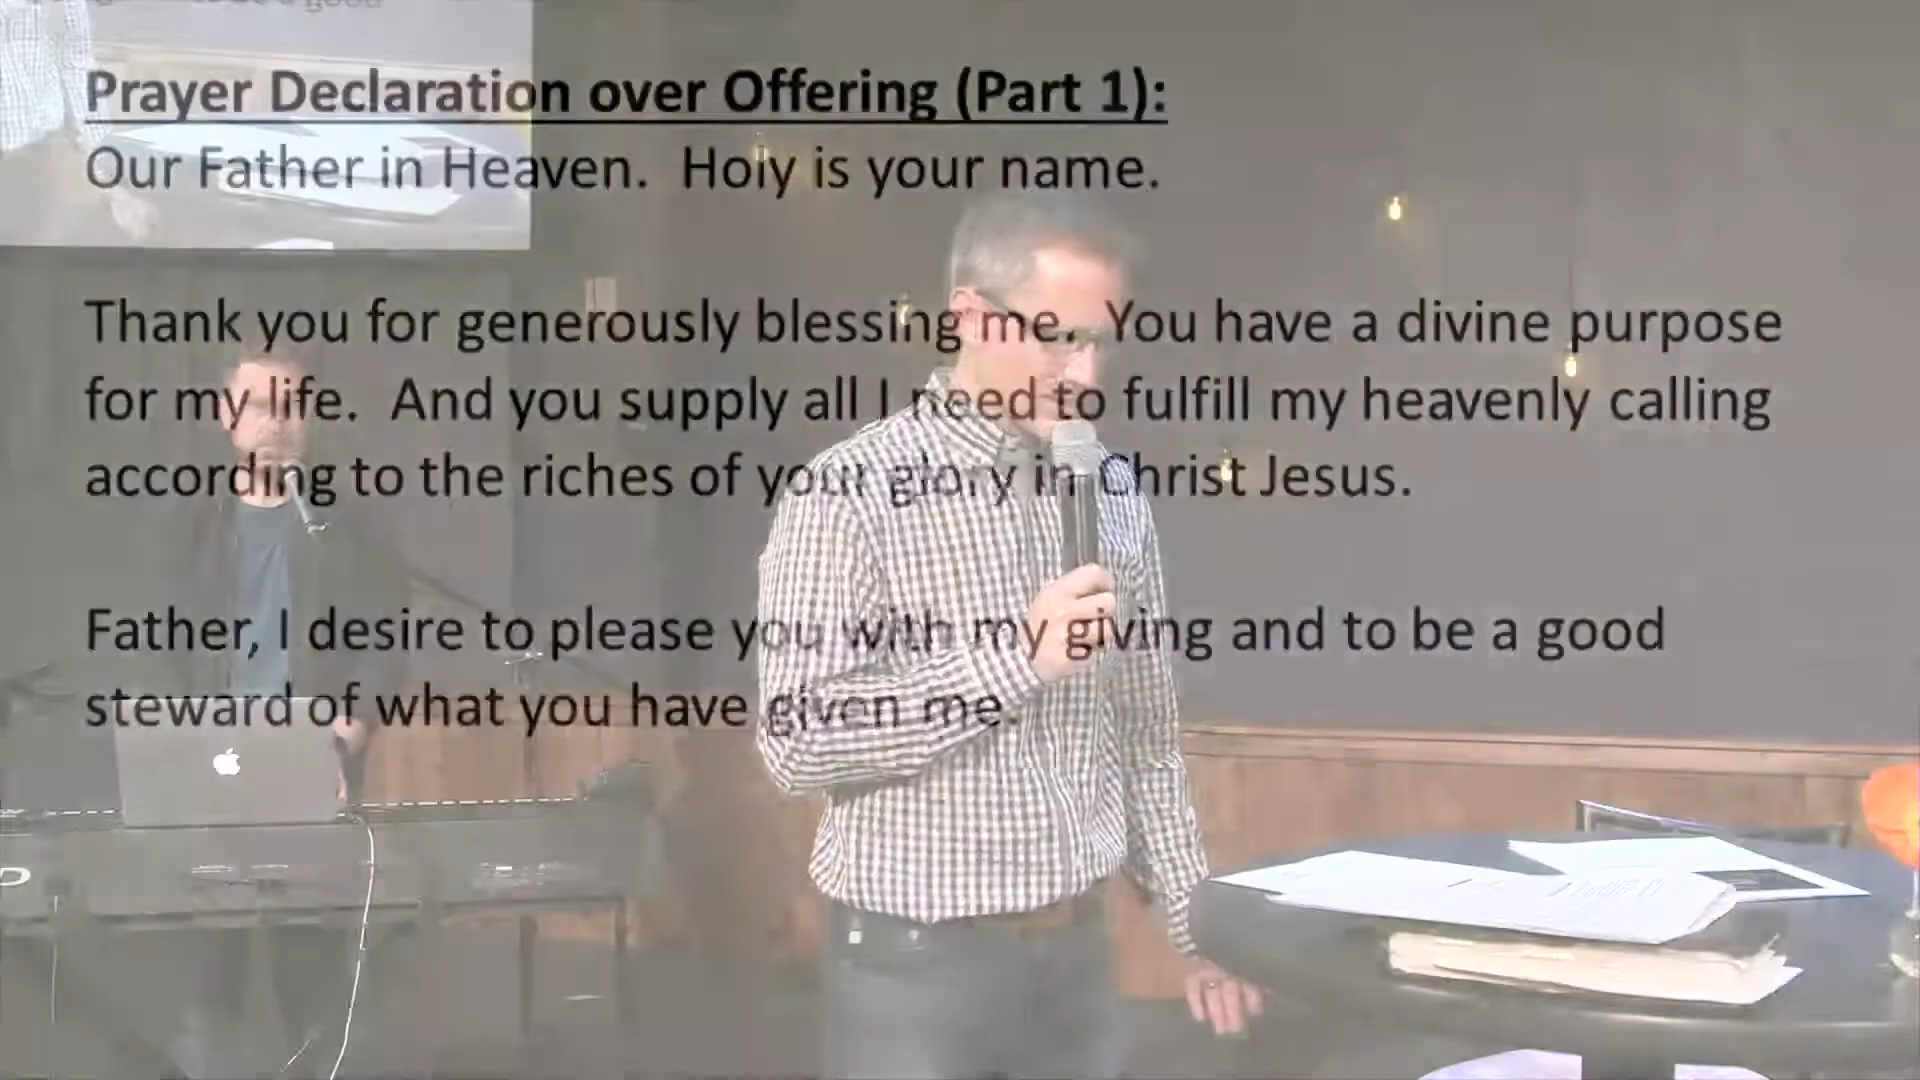 Prayer Declaration over Offering (Part 1):
Our Father in Heaven. Holy is your name.
Thank you for generously blessing me. You have a divine purpose
for my life. And you supply all I need to fulfill my heavenly calling
according to the riches of your glory in Christ Jesus.
Father, I desire to please you with my giving and to be a good
steward of what you have given me.